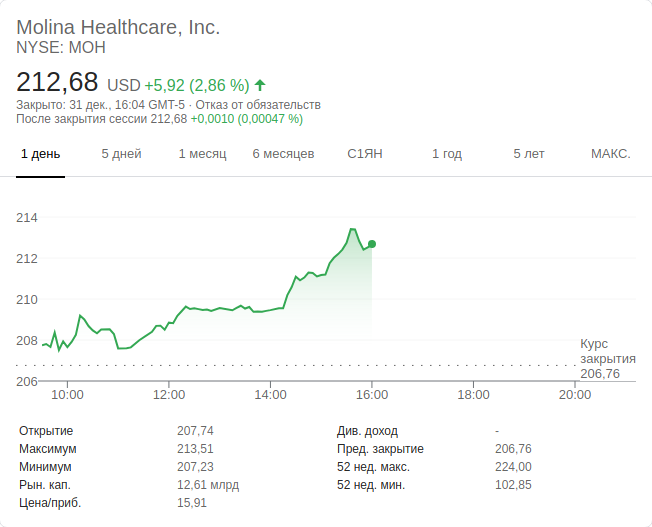 Molina Healthcare, Inc.
NYSE: MOH
212,68 USD +5,92 (2,86 %)
Закрыто: 31 дек., 16:04 GMT-5 · Отказ от обязательств
После закрытия сессии 212,68 +0,0010 (0,00047 %)
1 день 5 дней 1 месяц 6 месяцев С1ЯН 1 год 5 лет МАКС.
214
212
210
208
206
Курс
закрытия
206,76
10:00 12:00 14:00 16:00 18:00 20:00
Открытие 207,74 Див. доход -
Максимум 213,51 Пред. закрытие 206,76
Минимум 207,23 52 нед. макс. 224,00
Рын. кап. 12,61 млрд 52 нед. мин. 102,85
Цена/приб. 15,91